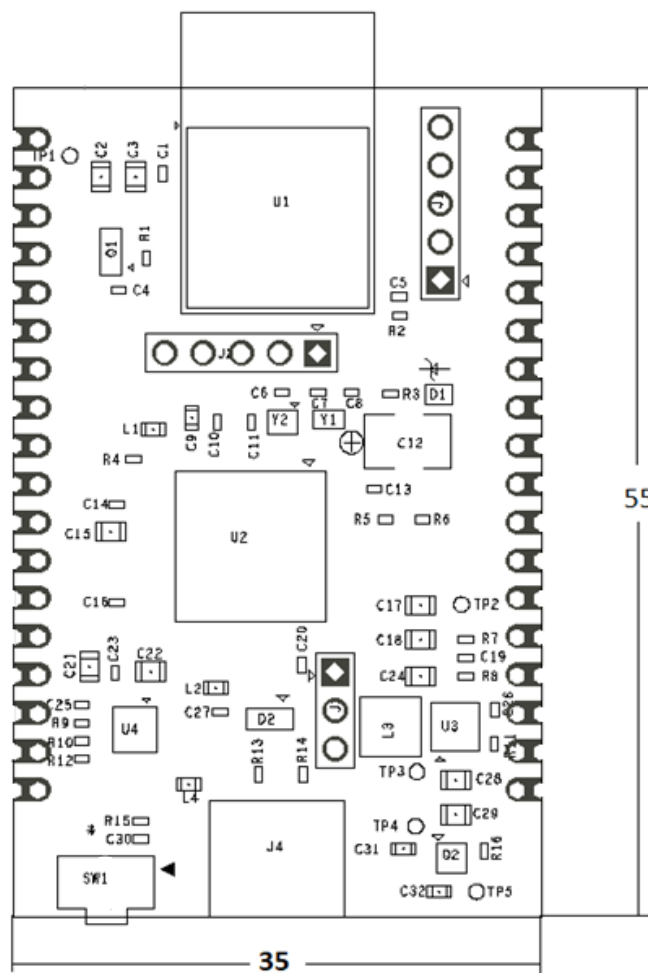 TP1 C2 C3 C1
U1
J1
Q1 R1
C4
C5
R2
J2
C6 C7 C8 R3 D1
L1 C9 C10 C11 Y2 Y1
C12
R4
C13
C14
C15
U2
R5 R6
55
C16
C17 TP2
C18 R7
C19
C20
C21 C23 C22
C24 R8
L2
C25 C27
R9 U4 D2 J L3 U3 C26
R10
R12 R13 R14
TP3
L4 C28
R15 C29
TP4
C30
SW1 J4 C31 Q2 R16
C32 TP5
35